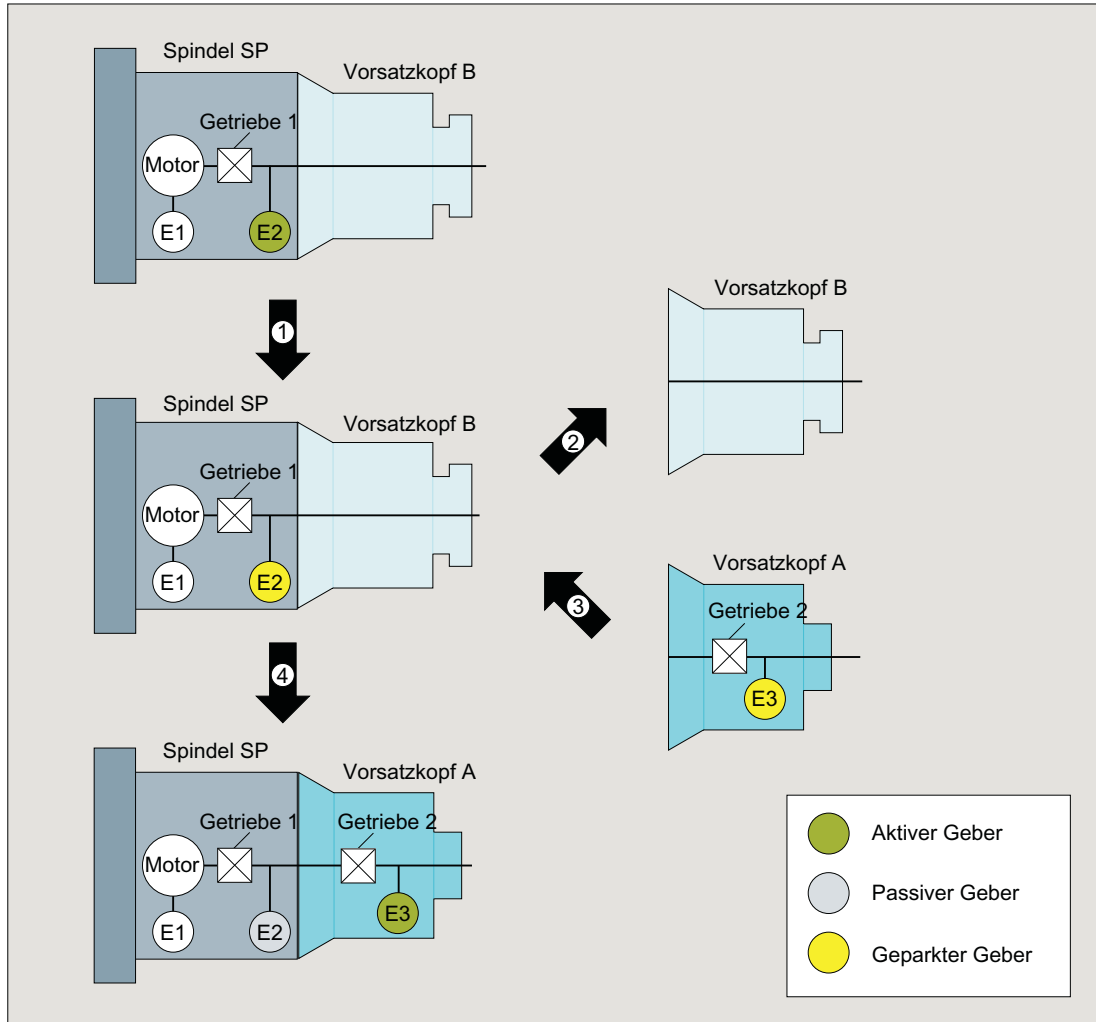 Spindel SP
Vorsatzkopf B
Getriebe 1
Motor
E1
E2
1
Vorsatzkopf B
Spindel SP
Vorsatzkopf B
2
Getriebe 1
Motor
E1
E2
3
Vorsatzkopf A
Getriebe 2
E3
4
Spindel SP
Vorsatzkopf A
Getriebe 1
Getriebe 2
Motor
E1
E2
E3
Aktiver Geber
Passiver Geber
Geparkter Geber